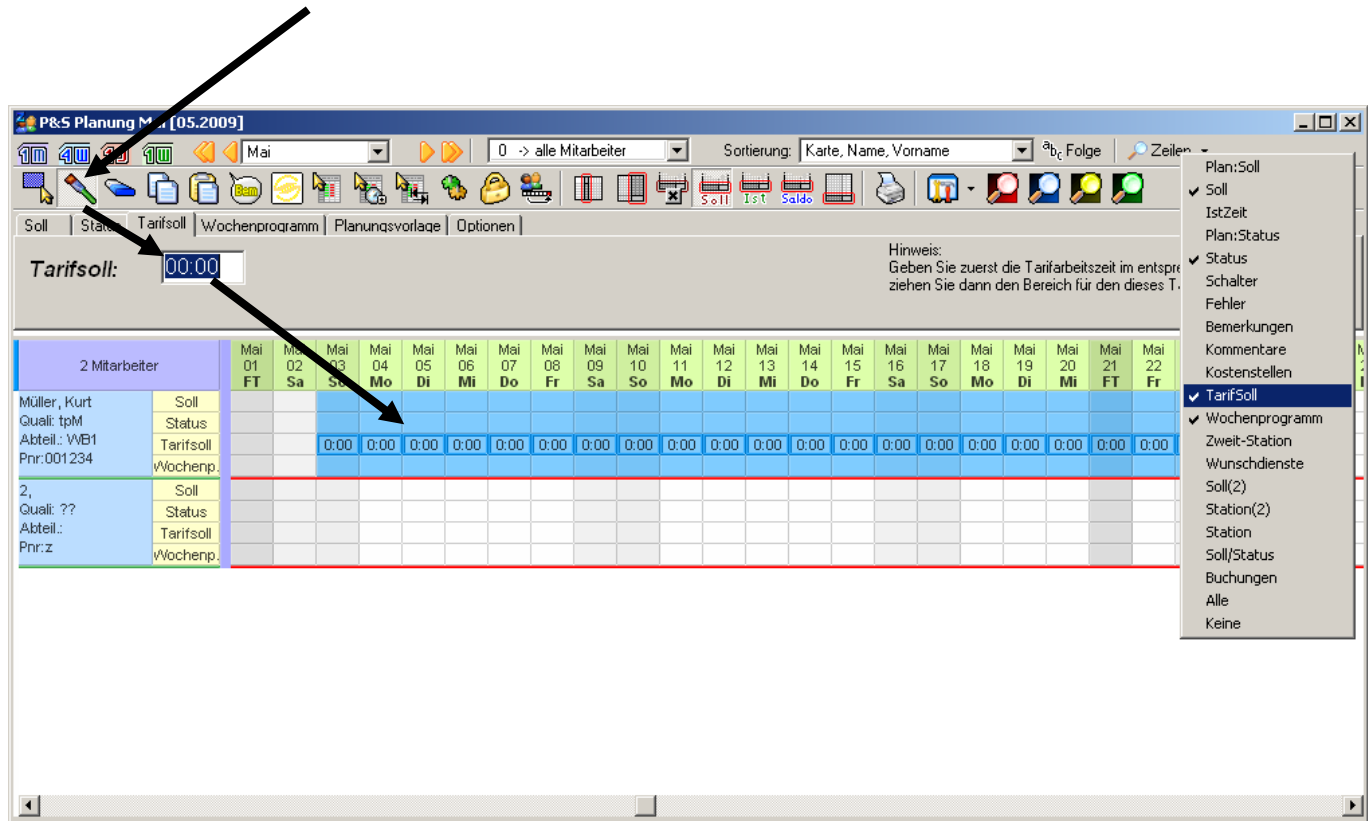 P&S Planung M i [05.2009]
1m 4w 1w Mai 0 -> alle Mitarbeiter Sortierung: Karte, Name, Vorname abc Folge Zeilen
Bem Soll Ist Saldo
Soll Status Tarifsoll Wochenprogramm Planungsvorlage Optionen
Tarifsoll: 00:00
Hinweis:
Geben Sie zuerst die Tarifarbeitszeit im entspre
ziehen Sie dann den Bereich für den dieses T
Plan:Soll
Soll
IstZeit
Plan:Status
Status
Schalter
Fehler
Bemerkungen
Kommentare
Kostenstellen
TarifSoll
Wochenprogramm
Zweit-Station
Wunschdienste
Soll(2)
Station(2)
Station
Soll/Status
Buchungen
Alle
Keine
2 Mitarbeiter
Mai Mai Mai Mai Mai Mai Mai Mai Mai Mai Mai Mai Mai Mai Mai Mai Mai Mai Mai Mai Mai Mai
01 02 03 04 05 06 07 08 09 10 11 12 13 14 15 16 17 18 19 20 21 22
FT Sa So Mo Di Mi Do Fr Sa So Mo Di Mi Do Fr Sa So Mo Di Mi FT Fr
Müller, Kurt Soll
Quali: tpM Status
Abteil.: WB1 Tarifsoll 0:00 0:00 0:00 0:00 0:00 0:00 0:00 0:00 0:00 0:00 0:00 0:00 0:00 0:00 0:00 0:00 0:00 0:00 0:00 0:00
Pnr:001234 Wochenp.
2, Soll
Quali: ?? Status
Abteil.: Tarifsoll
Pnr:z Wochenp.